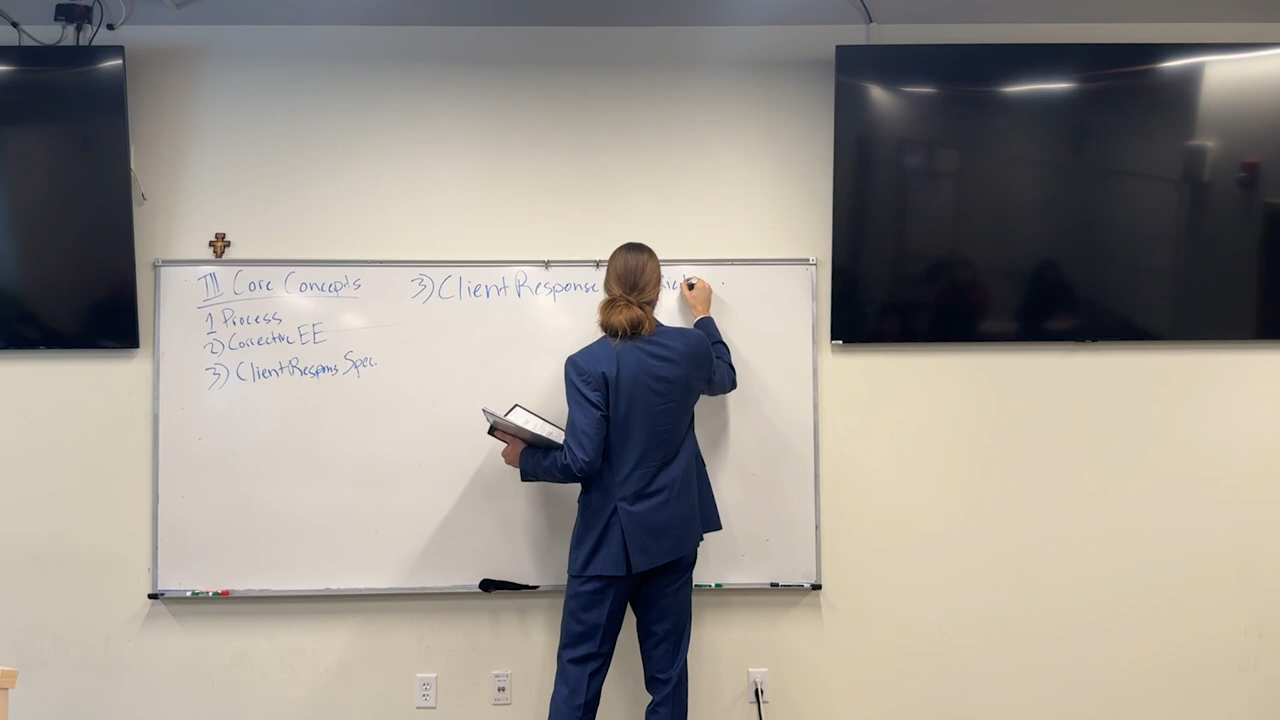 III Core Concepts
1 Process
2) Corrective EE
3) Client Respons Spec.
3) Client Response